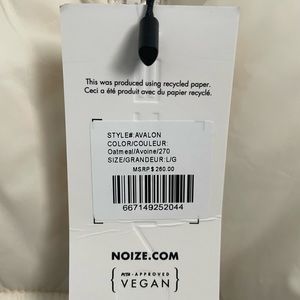 This was produced using recycled paper.
Ceci a été produit avec du papier recyclé.
STYLE#:AVALON
COLOR/COULEUR:
Oatmeal/Avoine/270
SIZE/GRANDEUR:L/G
MSRP$ 260.00
667149252044
NOIZE.COM
PETA - APPROVED
{VEGAN}